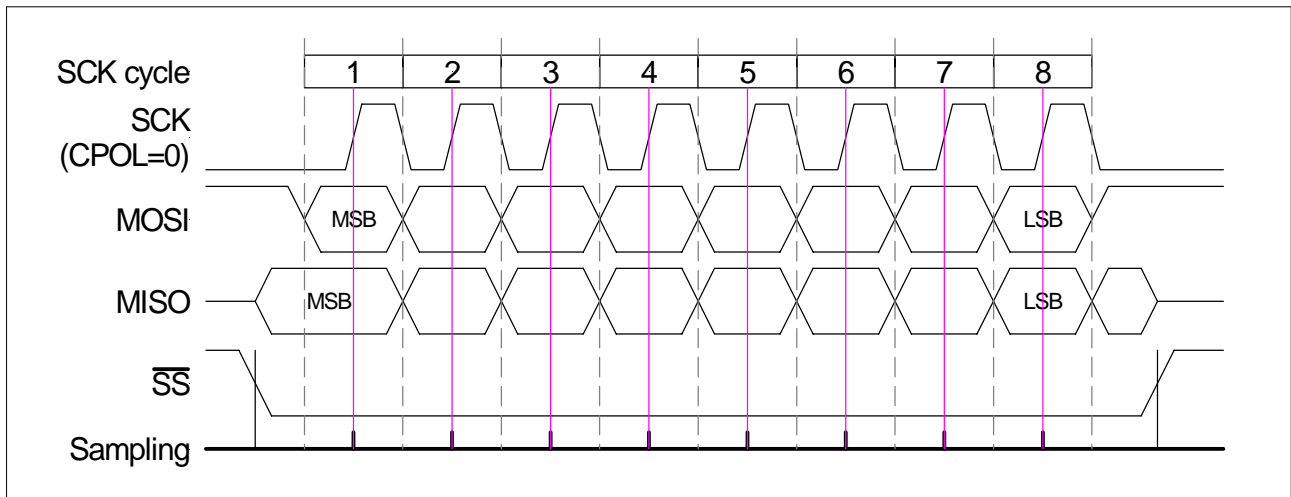 SCK cycle 1 2 3 4 5 6 7 8
SCK
(CPOL=0)
MOSI MSB LSB
MISO MSB LSB
SS
Sampling